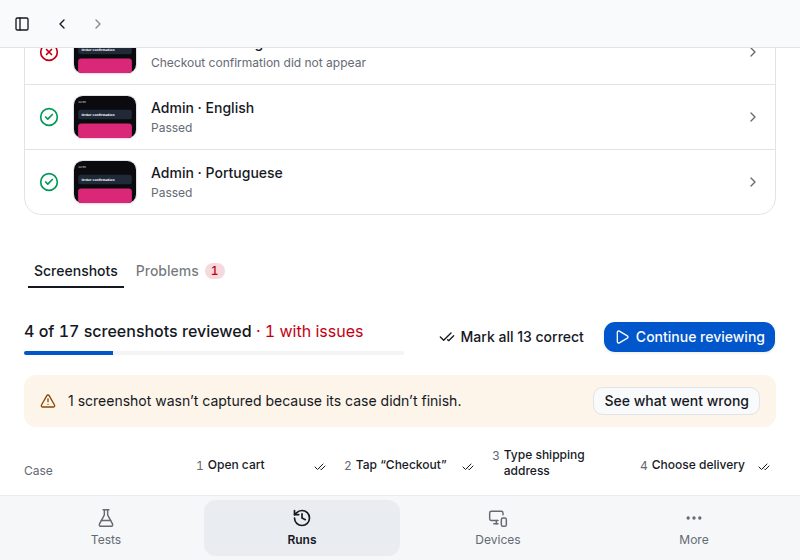 Checkout confirmation did not appear
Admin · English
Passed
Admin · Portuguese
Passed
Screenshots
Problems 1
4 of 17 screenshots reviewed · 1 with issues
Mark all 13 correct
Continue reviewing
1 screenshot wasn’t captured because its case didn’t finish.
See what went wrong
Case
1 Open cart
2 Tap “Checkout”
3 Type shipping
address
4 Choose delivery
Tests
Runs
Devices
More